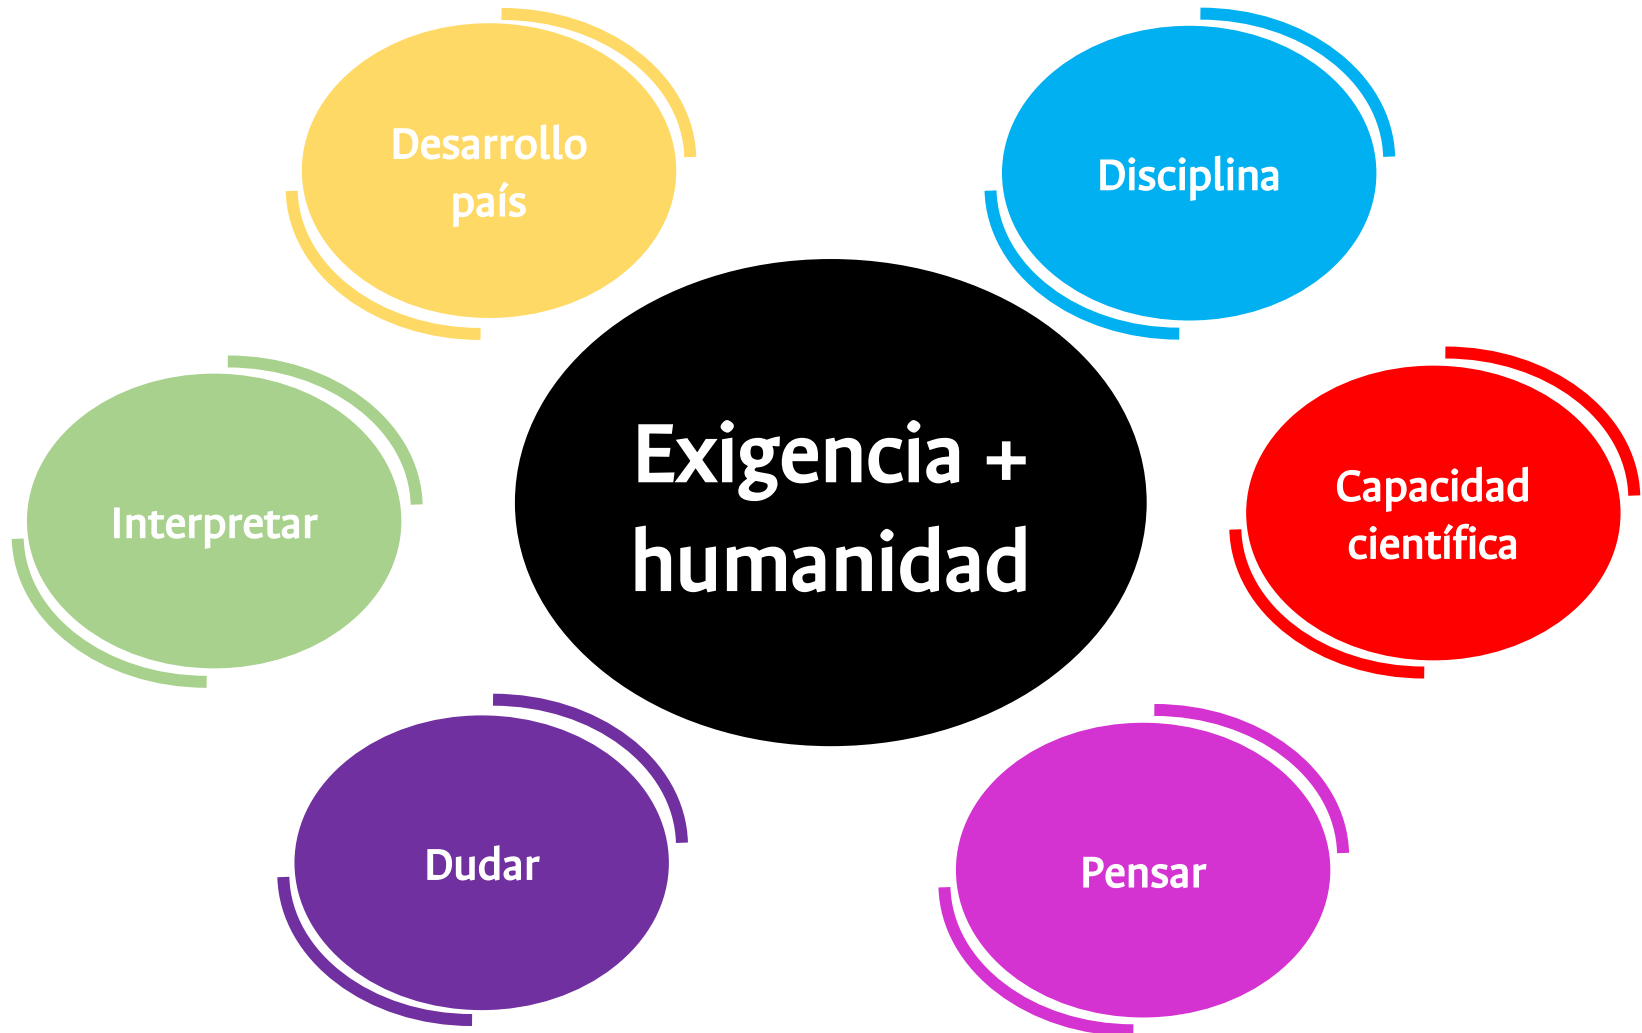 Desarrollo
país
Disciplina
Exigencia +
humanidad
Interpretar
Capacidad
científica
Dudar
Pensar